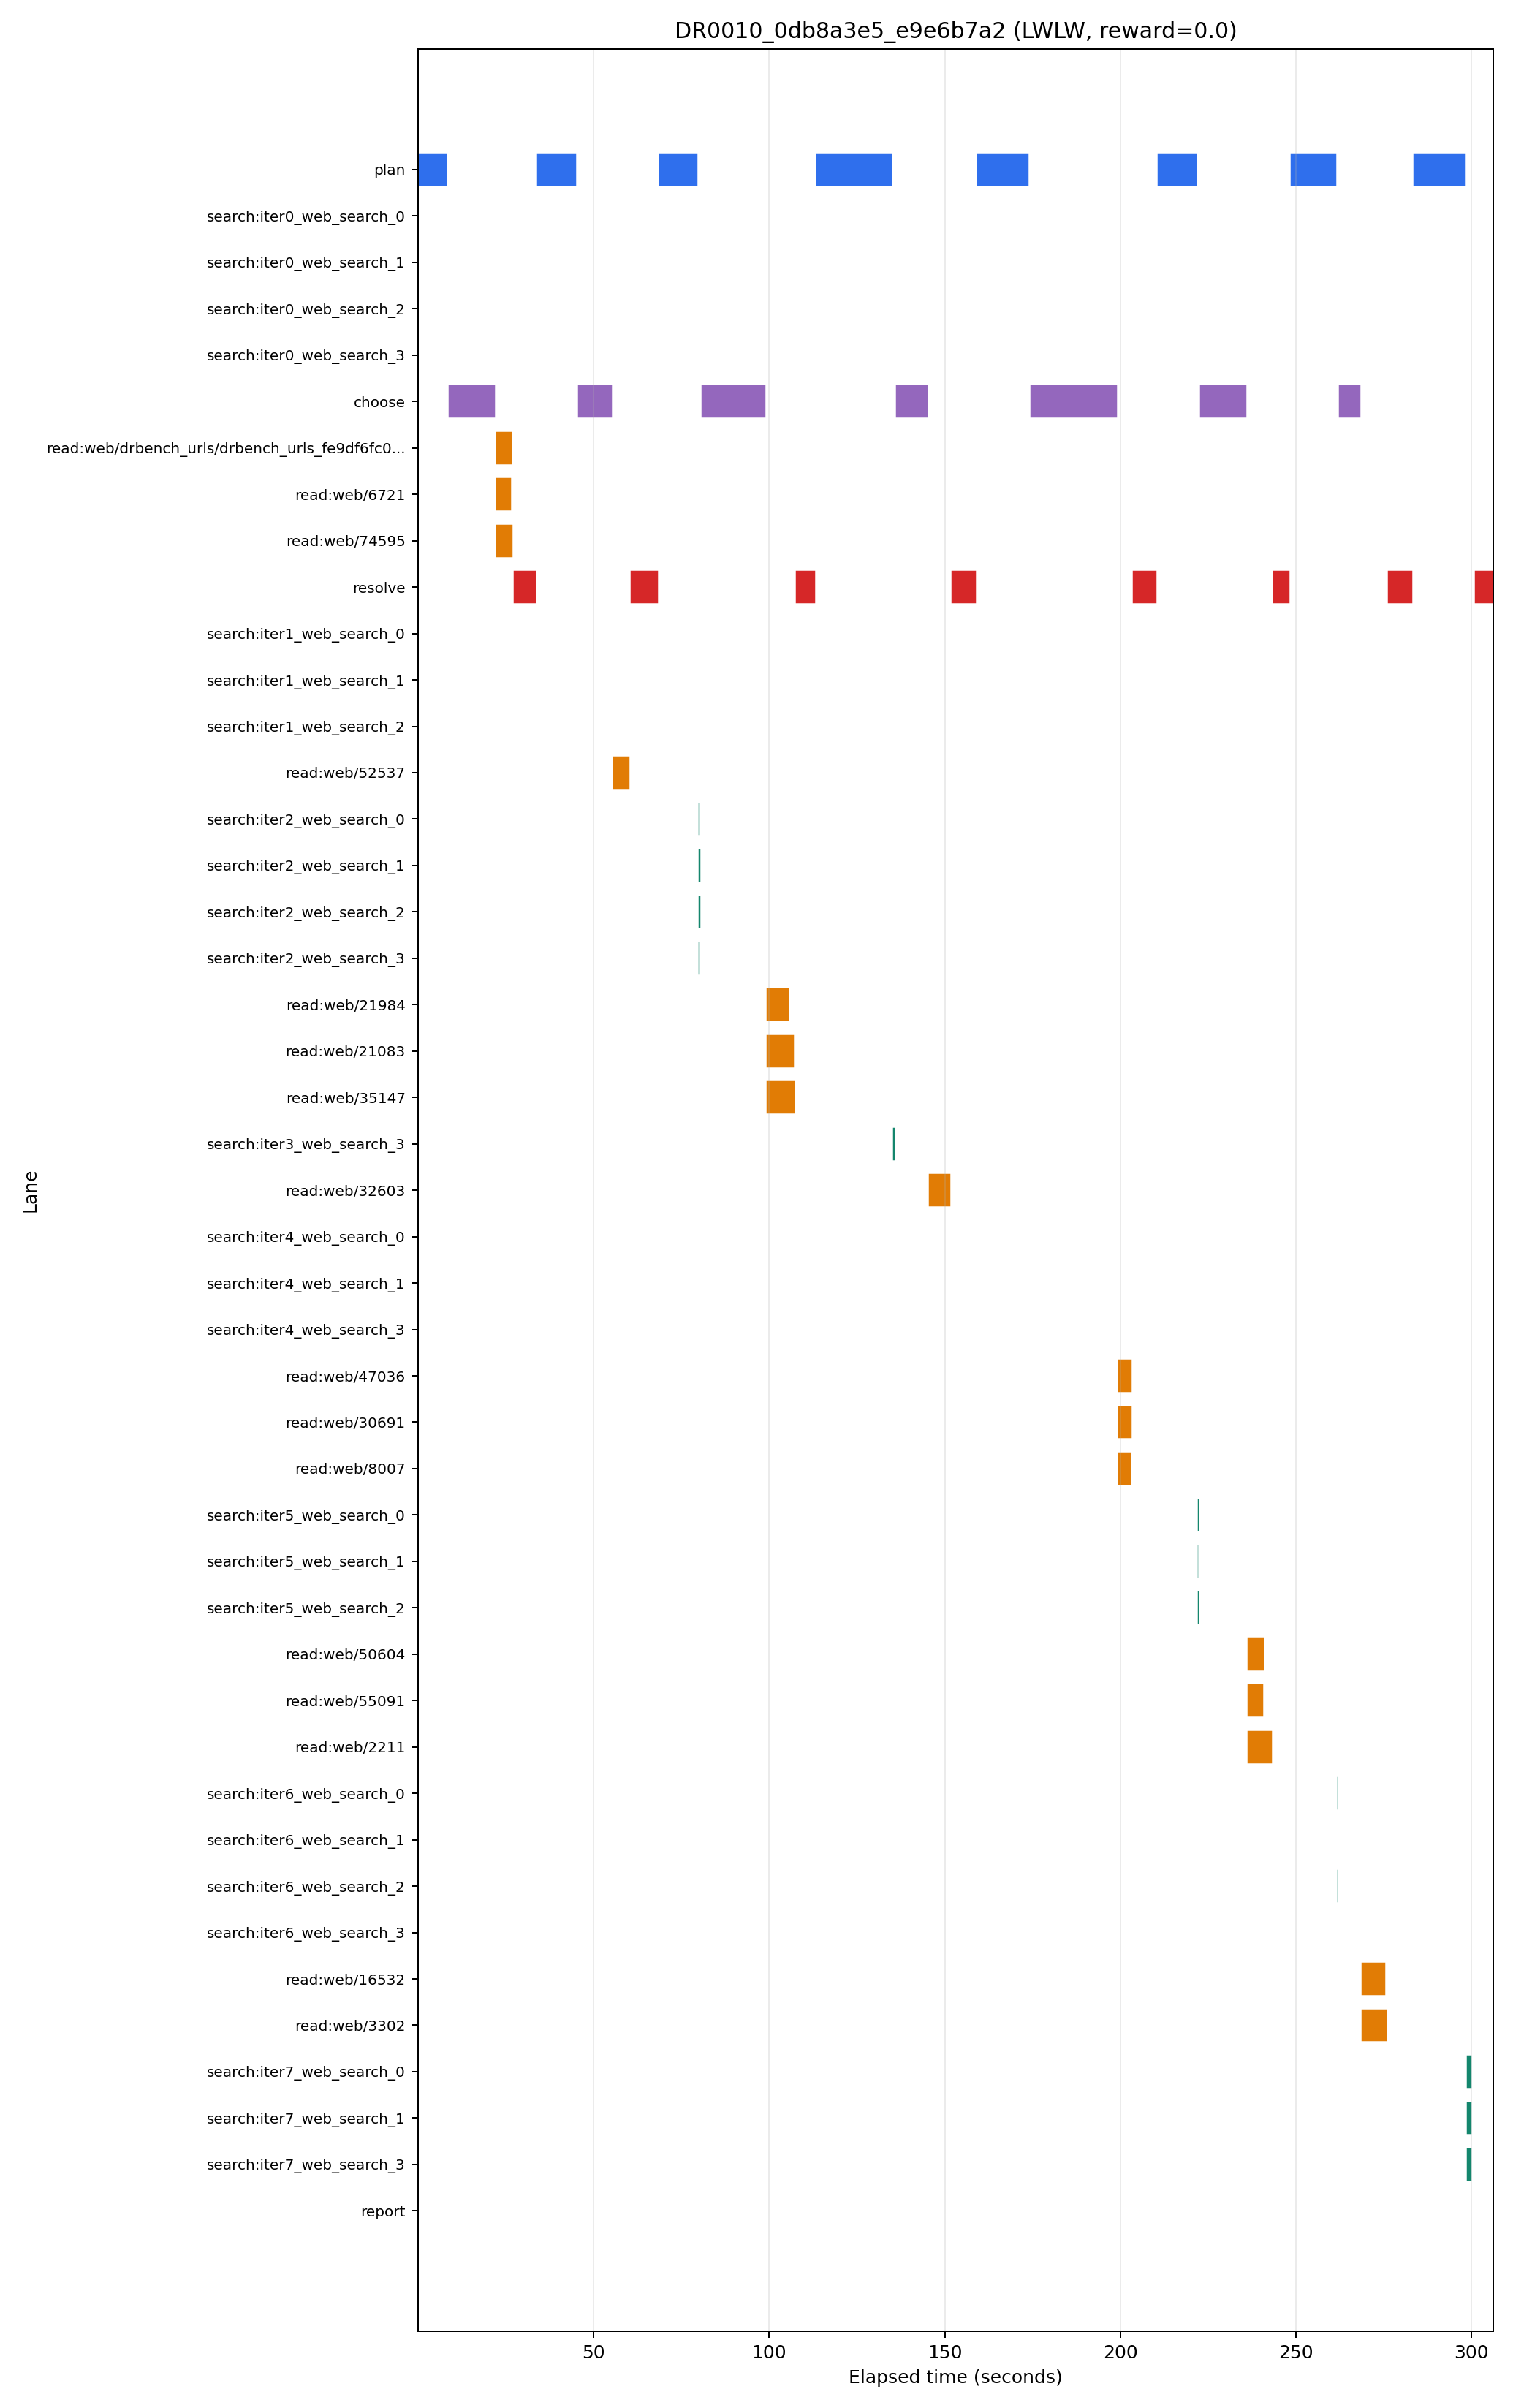 DR0010_0db8a3e5_e9e6b7a2 (LWLW, reward=0.0)
plan
search:iter0_web_search_0
search:iter0_web_search_1
search:iter0_web_search_2
search:iter0_web_search_3
choose
read:web/drbench_urls/drbench_urls_fe9df6fc0...
read:web/6721
read:web/74595
resolve
search:iter1_web_search_0
search:iter1_web_search_1
search:iter1_web_search_2
read:web/52537
search:iter2_web_search_0
search:iter2_web_search_1
search:iter2_web_search_2
search:iter2_web_search_3
read:web/21984
read:web/21083
read:web/35147
search:iter3_web_search_3
read:web/32603
search:iter4_web_search_0
search:iter4_web_search_1
search:iter4_web_search_3
read:web/47036
read:web/30691
read:web/8007
search:iter5_web_search_0
search:iter5_web_search_1
search:iter5_web_search_2
read:web/50604
read:web/55091
read:web/2211
search:iter6_web_search_0
search:iter6_web_search_1
search:iter6_web_search_2
search:iter6_web_search_3
read:web/16532
read:web/3302
search:iter7_web_search_0
search:iter7_web_search_1
search:iter7_web_search_3
report
Lane
50 100 150 200 250 300
Elapsed time (seconds)